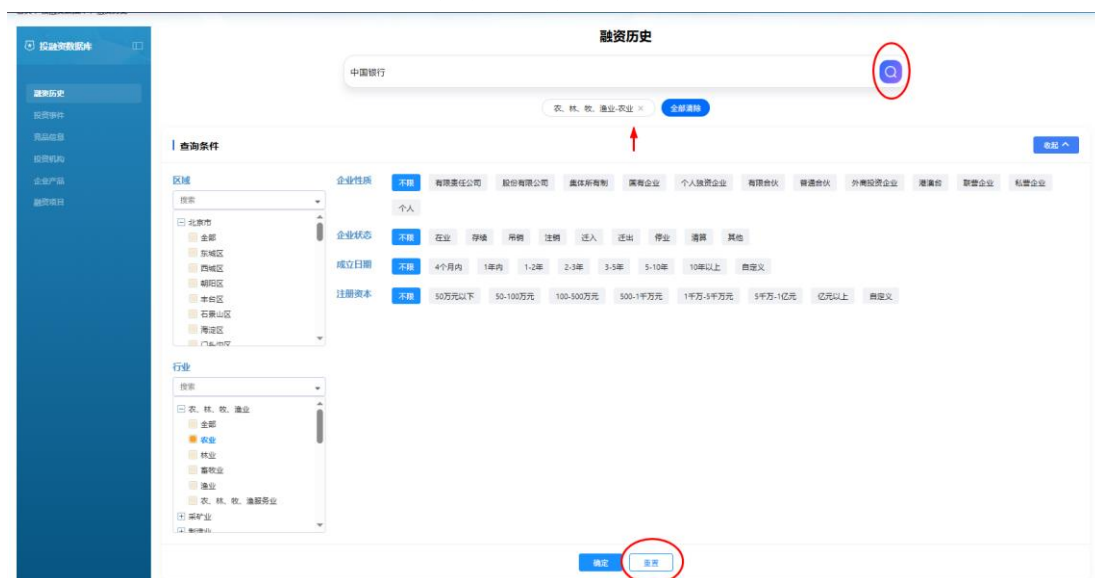 投融资数据库
融资历史
投资事件
竞品信息
投资机构
企业产品
融资项目
融资历史
中国银行
农、林、牧、渔业-农业 ×
全部清除
查询条件
收起
区域
搜索
北京市
全部
东城区
西城区
朝阳区
丰台区
石景山区
海淀区
门头沟区
企业性质 不限 有限责任公司 股份有限公司 集体所有制 国有企业 个人独资企业 有限合伙 普通合伙 外商投资企业 港澳台 联营企业 私营企业
个人
企业状态 不限 在业 存续 吊销 注销 迁入 迁出 停业 清算 其他
成立日期 不限 4个月内 1年内 1-2年 2-3年 3-5年 5-10年 10年以上 自定义
注册资本 不限 50万元以下 50-100万元 100-500万元 500-1千万元 1千万-5千万元 5千万-1亿元 亿元以上 自定义
行业
搜索
农、林、牧、渔业
全部
农业
林业
畜牧业
渔业
农、林、牧、渔服务业
采矿业
制造业
确定 重置